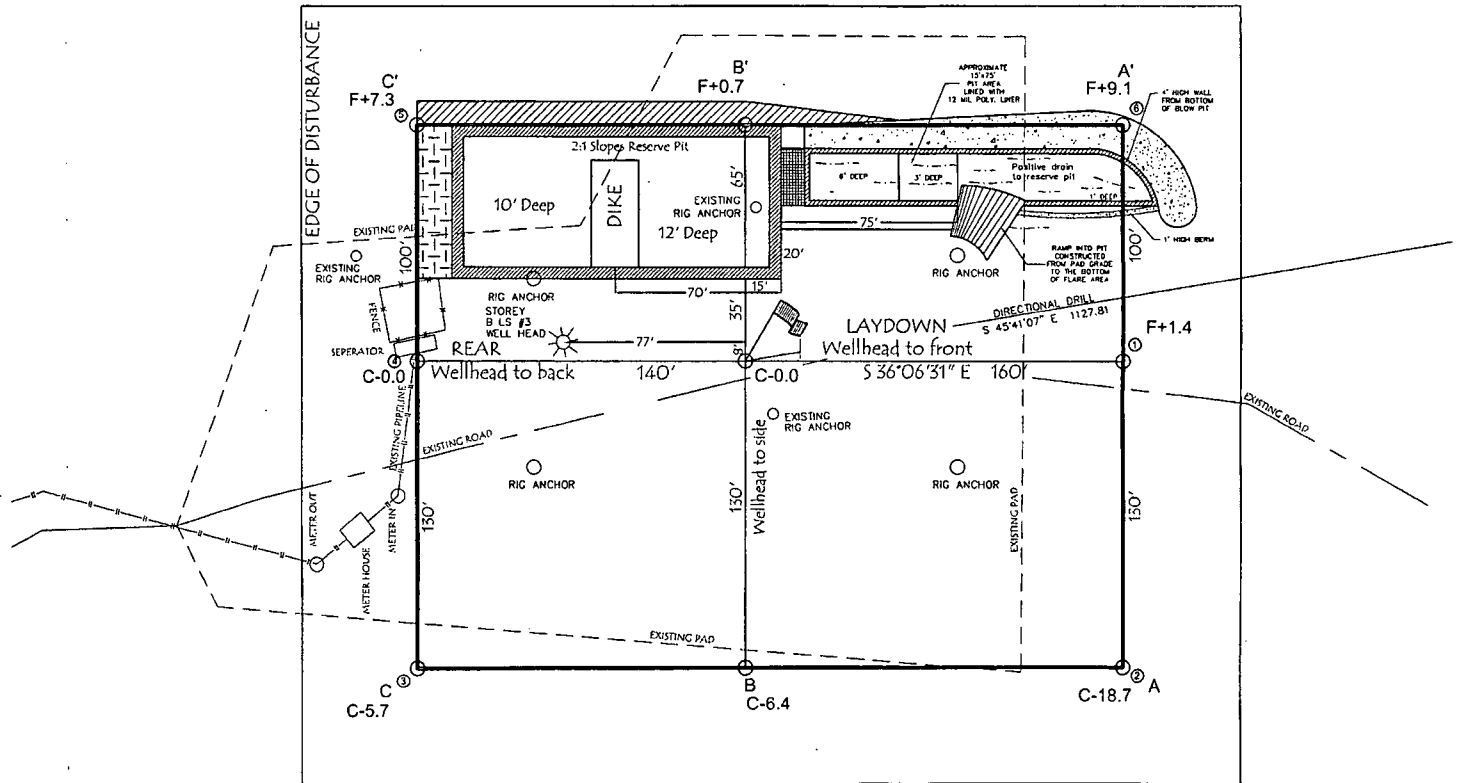 EDGE OF DISTURBANCE
C'
F+7.3
⑤
B'
F+0.7
APPROXIMATE
15'x75'
PIT AREA
LINED WITH
12 MIL POLY. LINER
A'
F+9.1
⑥
4' HIGH WALL
FROM BOTTOM
OF BLOW PIT
2:1 Slopes Reserve Pit
10' Deep
DIKE
12' Deep
65'
EXISTING
RIG ANCHOR
6' DEEP
3' DEEP
Positive drain
to reserve pit
1' DEEP
1' HIGH BERM
75'
20'
RAMP INTO PIT
CONSTRUCTED
FROM PAD GRADE
TO THE BOTTOM
OF FLARE AREA
100'
EXISTING PAD
EXISTING
RIG ANCHOR
100'
FENCE
SEPERATOR
RIG ANCHOR
70'
15'
35'
RIG ANCHOR
STOREY
B LS #3
WELL HEAD
77'
8'
DIRECTIONAL DRILL
S 45°41'07" E 1127.81
LAYDOWN
Wellhead to front
F+1.4
①
④
REAR
C-0.0
Wellhead to back
140'
C-0.0
S 36°06'31" E 160'
EXISTING ROAD
EXISTING PIPELINE
EXISTING ROAD
EXISTING
RIG ANCHOR
RIG ANCHOR
RIG ANCHOR
130'
Wellhead to side
130'
130'
EXISTING PAD
METER OUT
METER IN
METER HOUSE
EXISTING PAD
C
③
C-5.7
B
C-6.4
②
A
C-18.7